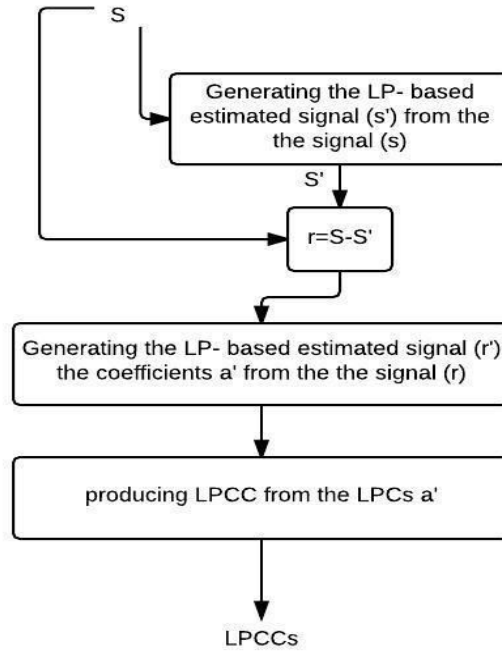 S
Generating the LP- based
estimated signal (s') from the
the signal (s)
S'
r=S-S'
Generating the LP- based estimated signal (r')
the coefficients a' from the the signal (r)
producing LPCC from the LPCs a'
LPCCs